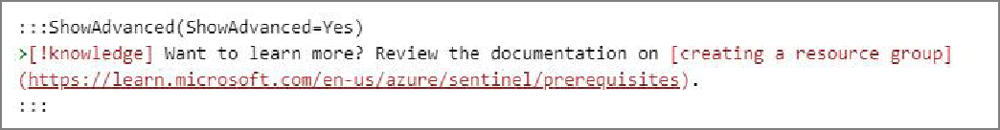 :::ShowAdvanced(ShowAdvanced=Yes)
>[!knowledge] Want to learn more? Review the documentation on [creating a resource group]
(https://learn.microsoft.com/en-us/azure/sentinel/prerequisites).
:::